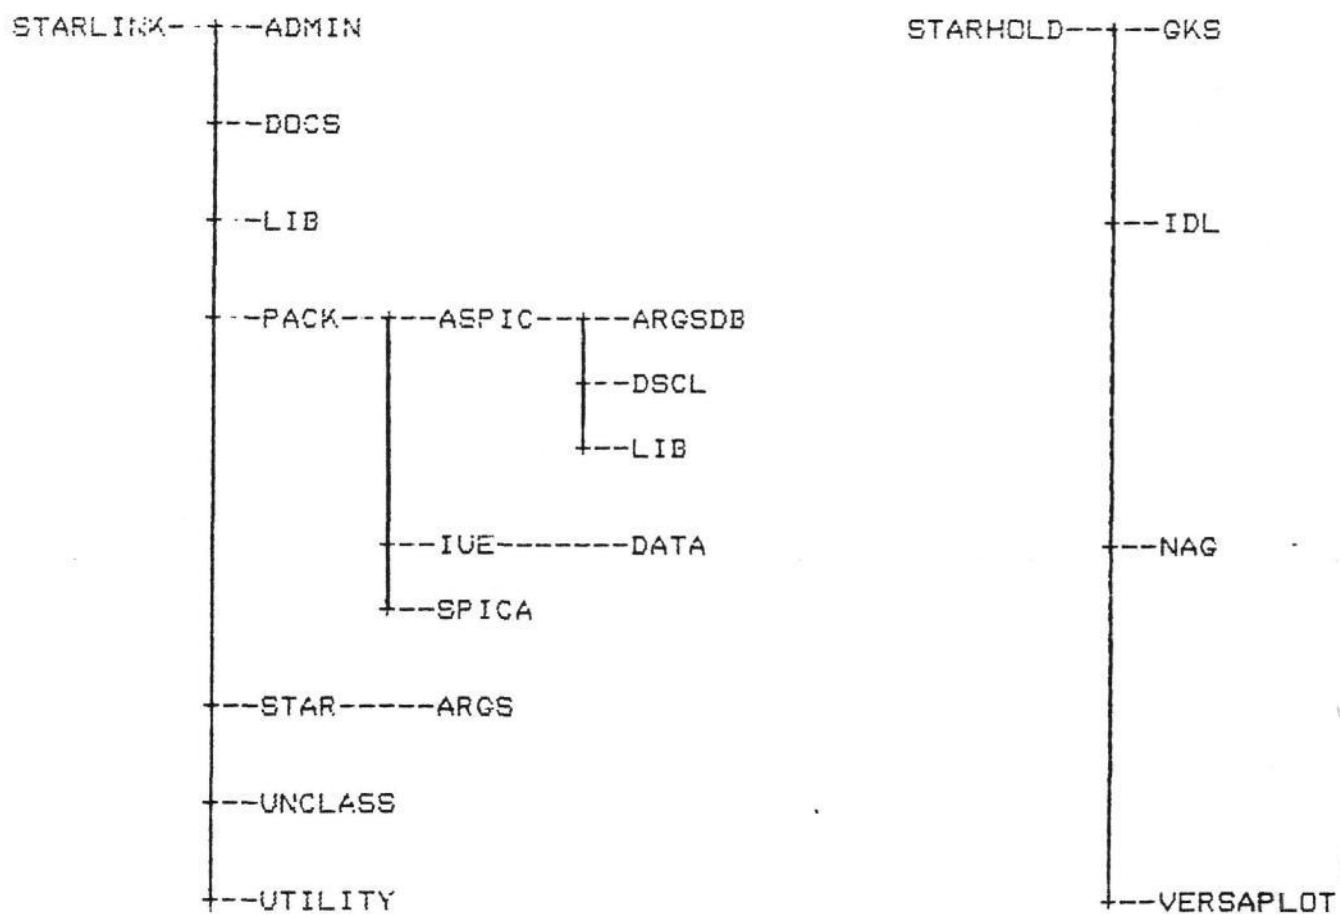 STARLINK--+---ADMIN STARHOLD---+---GKS
+---DOCS
+---LIB +---IDL
+---PACK--+---ASPIC---+---ARGSDB
+---DSCL
+---LIB
+---IUE-------DATA +---NAG
+---SPICA
+---STAR-----ARGS
+---UNCLASS
+---UTILITY +---VERSAPLOT